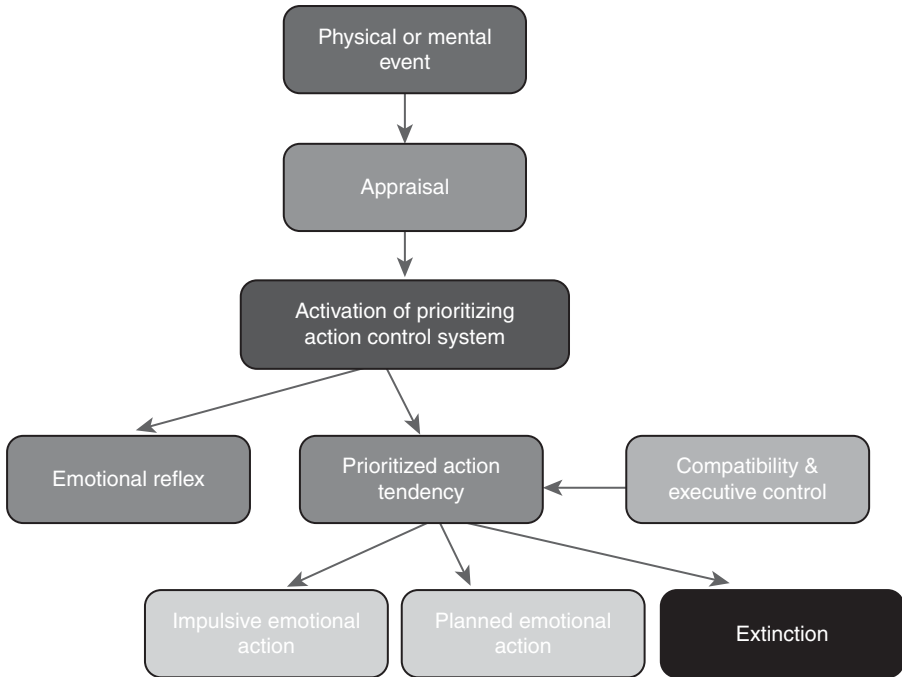 Physical or mental
event
Appraisal
Activation of prioritizing
action control system
Emotional reflex
Prioritized action
tendency
Compatibility &
executive control
Impulsive emotional
action
Planned emotional
action
Extinction